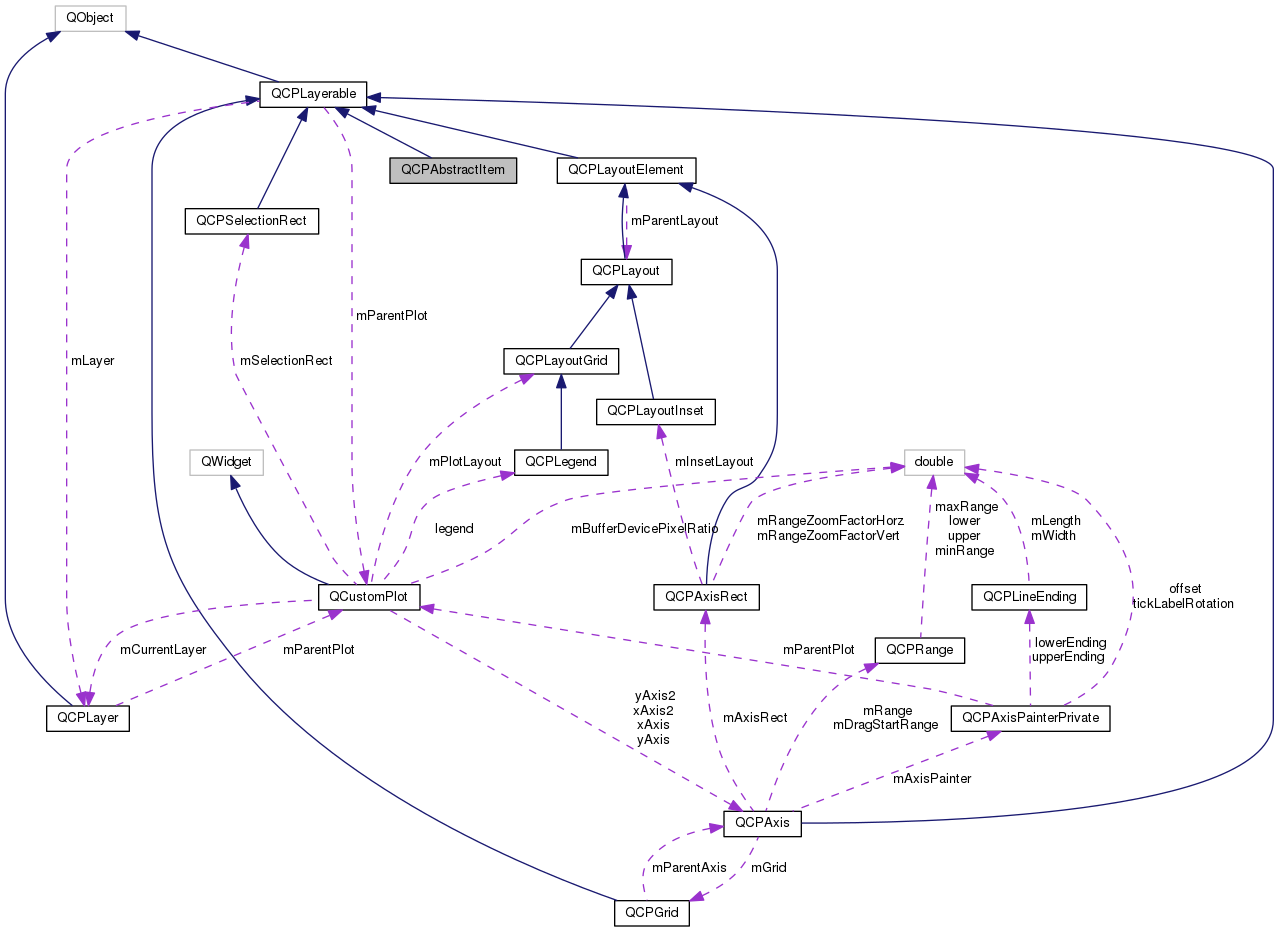 QObject
QCPLayerable
QCPAbstractItem
QCPLayoutElement
QCPSelectionRect
mParentLayout
QCPLayout
mParentPlot
mLayer
mSelectionRect
QCPLayoutGrid
QCPLayoutInset
QWidget
mPlotLayout
QCPLegend
mInsetLayout
double
legend
mBufferDevicePixelRatio
mRangeZoomFactorHorz
mRangeZoomFactorVert
maxRange
lower
upper
minRange
mLength
mWidth
QCustomPlot
QCPAxisRect
QCPLineEnding
offset
tickLabelRotation
mCurrentLayer
mParentPlot
mParentPlot
QCPRange
lowerEnding
upperEnding
QCPLayer
yAxis2
xAxis2
xAxis
yAxis
mAxisRect
mRange
mDragStartRange
QCPAxisPainterPrivate
mAxisPainter
QCPAxis
mParentAxis
mGrid
QCPGrid